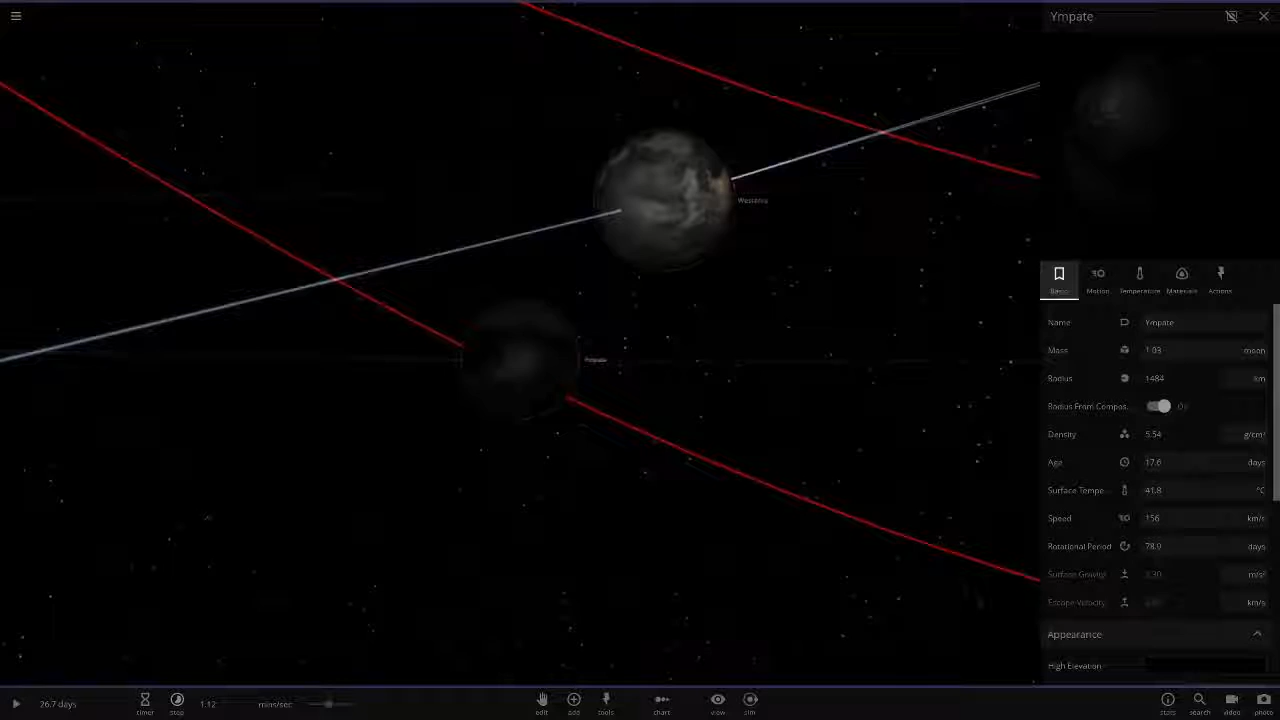 Ympate
Basic Motion Temperature Materials Actions
Name Ympate
Mass 1.03 moon
Radius 1484 km
Radius From Compos... On
Density 5.54 g/cm³
Age 17.6 days
Surface Tempe... 41.8 °C
Speed 156 km/s
Rotational Period 78.9 days
Surface Gravity m/s²
Escape Velocity km/s
Appearance
High Elevation
26.7 days timer step 1.12 mins/sec edit add tools chart view sim stats search video photo